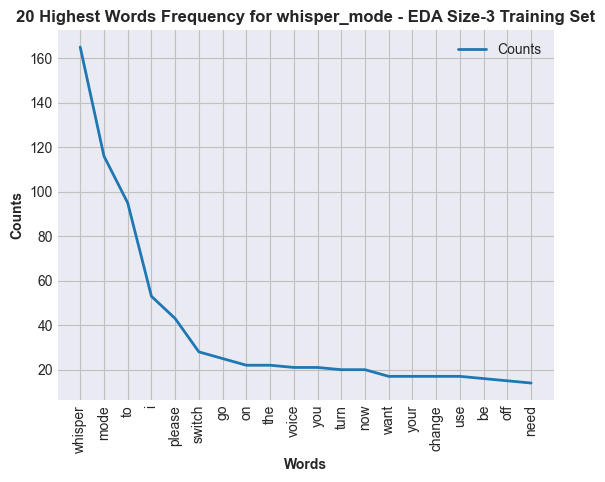 20 Highest Words Frequency for whisper_mode - EDA Size-3 Training Set
Counts
160
140
120
100
80
60
40
20
Counts
whisper
mode
to
i
please
switch
go
on
the
voice
you
turn
now
want
your
change
use
be
off
need
Words